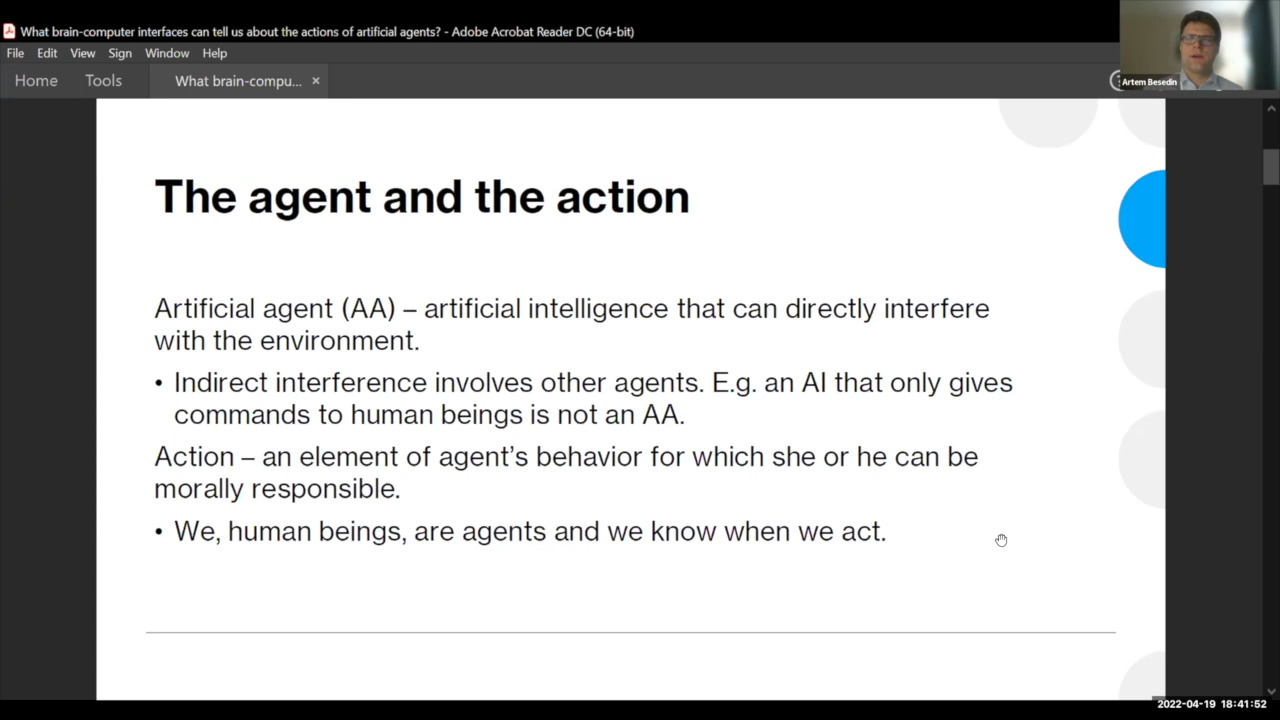 What brain-computer interfaces can tell us about the actions of artificial agents? - Adobe Acrobat Reader DC (64-bit)
File Edit View Sign Window Help
Home Tools What brain-compu... ×
Artem Besedin
The agent and the action
Artificial agent (AA) – artificial intelligence that can directly interfere
with the environment.
• Indirect interference involves other agents. E.g. an AI that only gives
commands to human beings is not an AA.
Action – an element of agent's behavior for which she or he can be
morally responsible.
• We, human beings, are agents and we know when we act.
2022-04-19 18:41:52